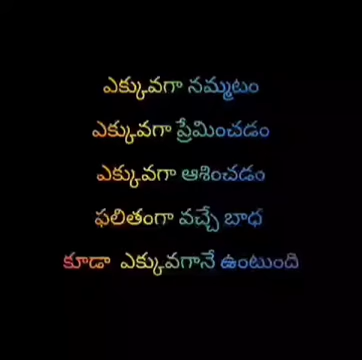 ఎక్కువగా నమ్మటం
ఎక్కువగా ప్రేమించడం
ఎక్కువగా ఆశించడం
ఫలితంగా వచ్చే బాధ
కూడా ఎక్కువగానే ఉంటుంది